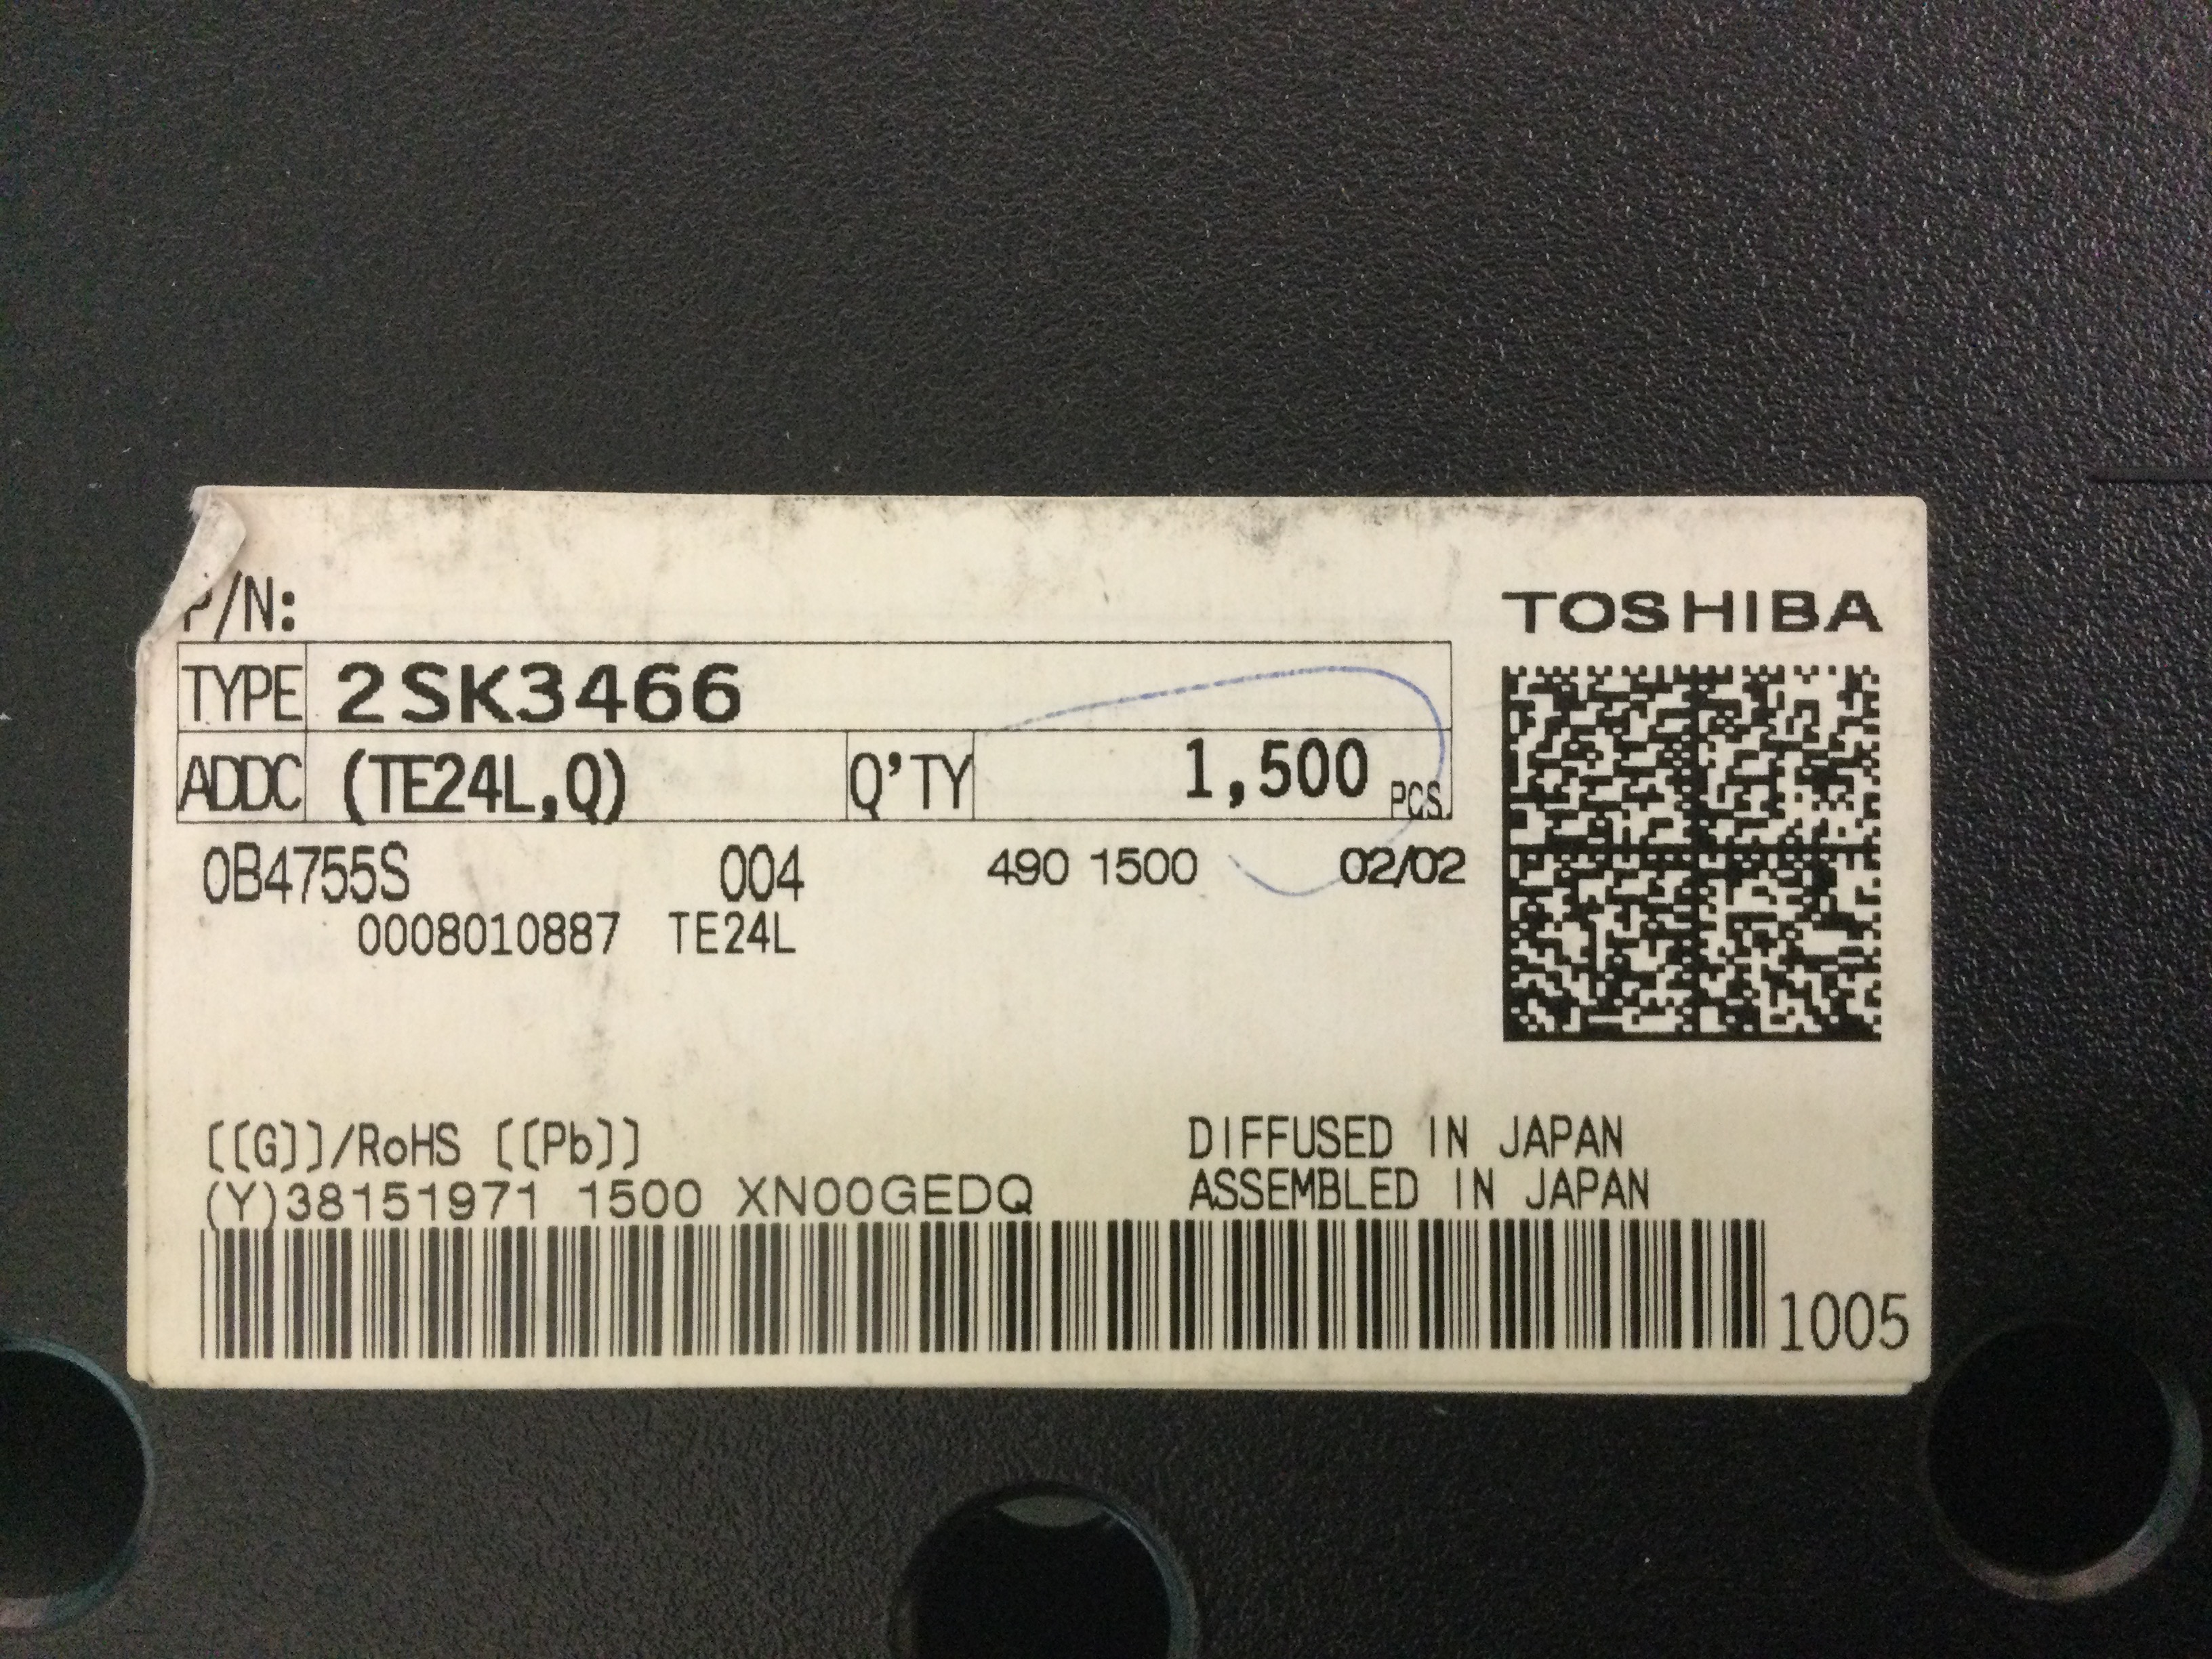 P/N:
TOSHIBA
TYPE 2SK3466
ADDC (TE24L,Q) Q'TY 1,500 PCS.
0B4755S 004 490 1500 02/02
0008010887 TE24L
[[G]]/RoHS [[Pb]]
DIFFUSED IN JAPAN
(Y)38151971 1500 XN00GEDQ
ASSEMBLED IN JAPAN
1005